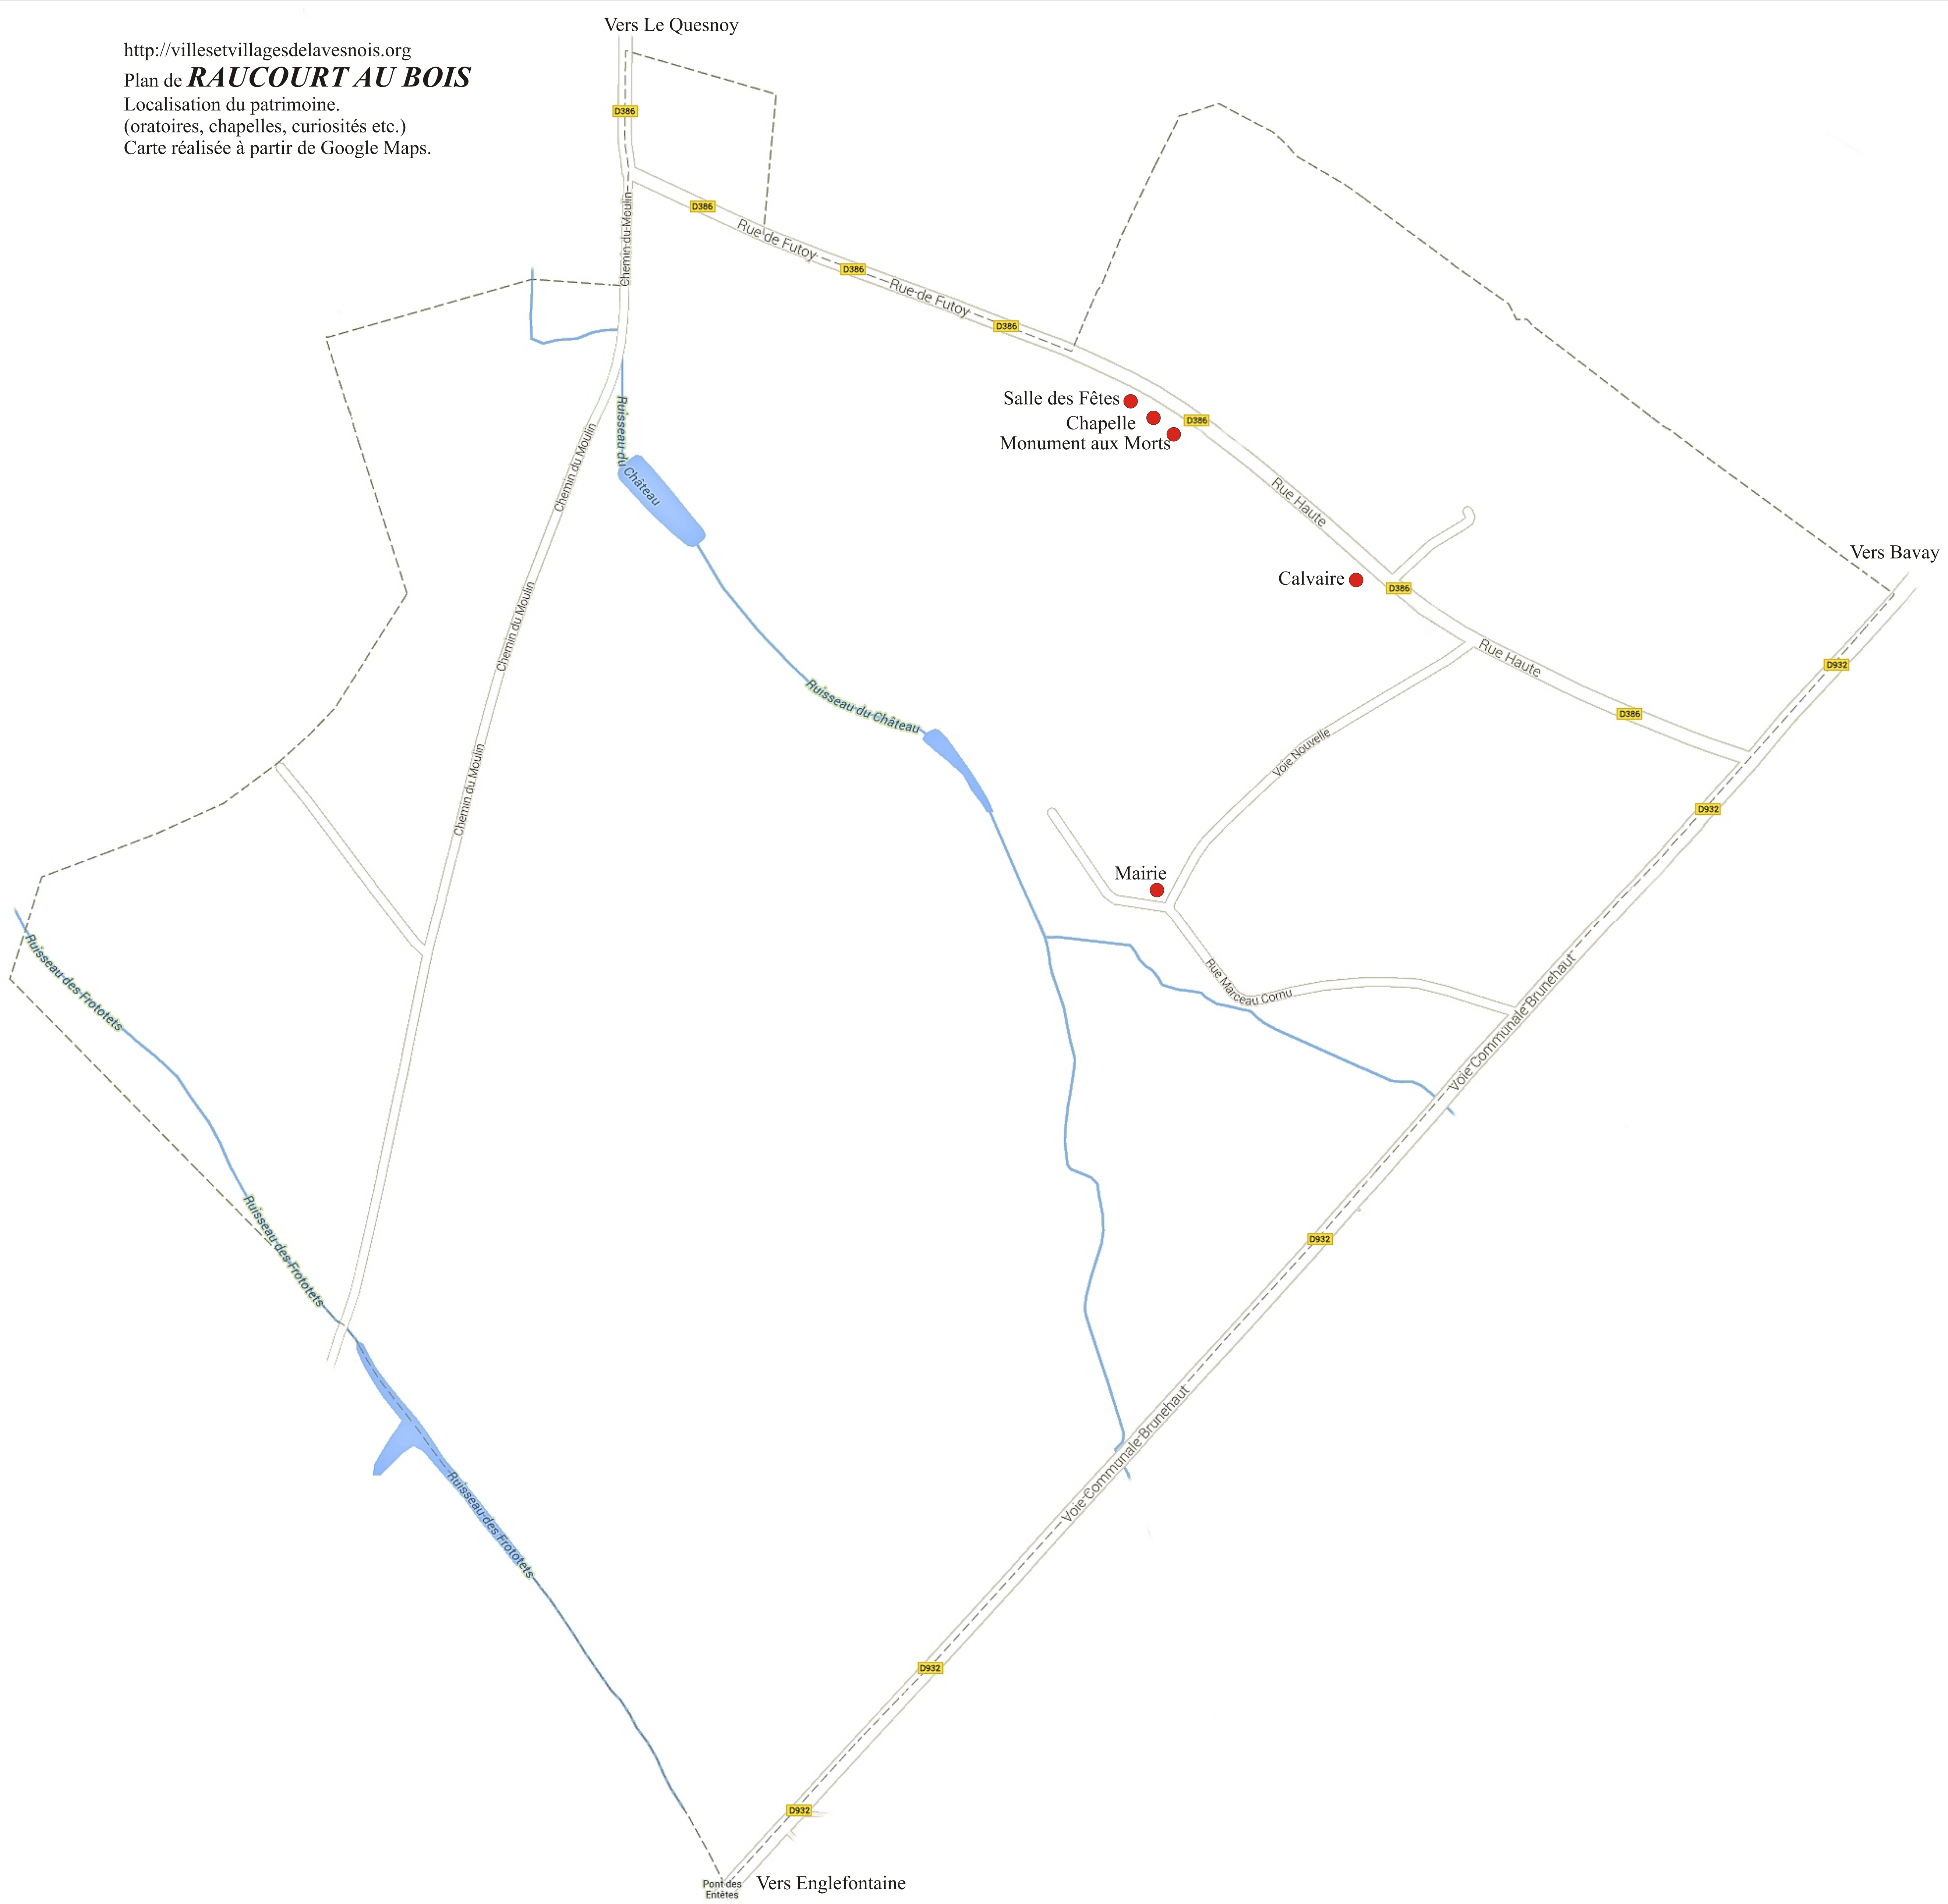 Vers Le Quesnoy
http://villesetvillagesdelavesnois.org
Plan de RAUCOURT AU BOIS
Localisation du patrimoine.
(oratoires, chapelles, curiosités etc.)
Carte réalisée à partir de Google Maps.
D386
D386
Chemin du Moulin
Rue de Futoy
D386
Rue de Futoy
D386
Salle des Fêtes
Chapelle
D386
Monument aux Morts
Ruisseau du Château
Chemin du Moulin
Rue Haute
Vers Bavay
Calvaire
D386
Chemin du Moulin
Rue Haute
D932
Ruisseau du Château
D386
Voie Nouvelle
Chemin du Moulin
D932
Mairie
Ruisseau des Frototets
Rue Marceau Cornu
Voie Communale Brunehaut
Ruisseau des Frototets
D932
Voie Communale Brunehaut
Ruisseau des Frototets
D932
D932
Pont des
Entêtes
Vers Englefontaine